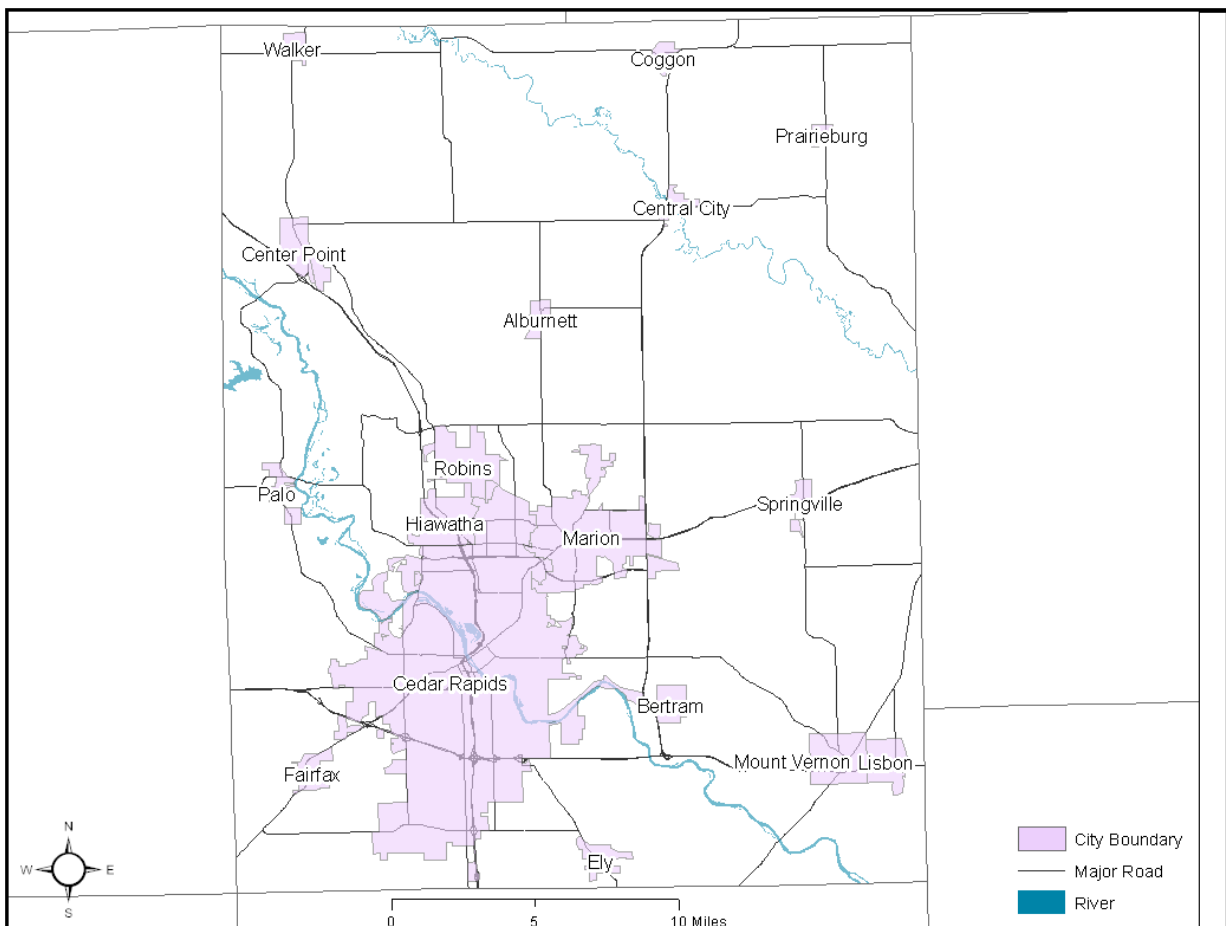 Walker
Coggon
Prairieburg
Central City
Center Point
Alburnett
Robins
Palo
Springville
Hiawatha
Marion
Cedar Rapids
Bertram
Mount Vernon
Lisbon
Fairfax
Ely
N
W
E
S
City Boundary
Major Road
River
0
5
10 Miles